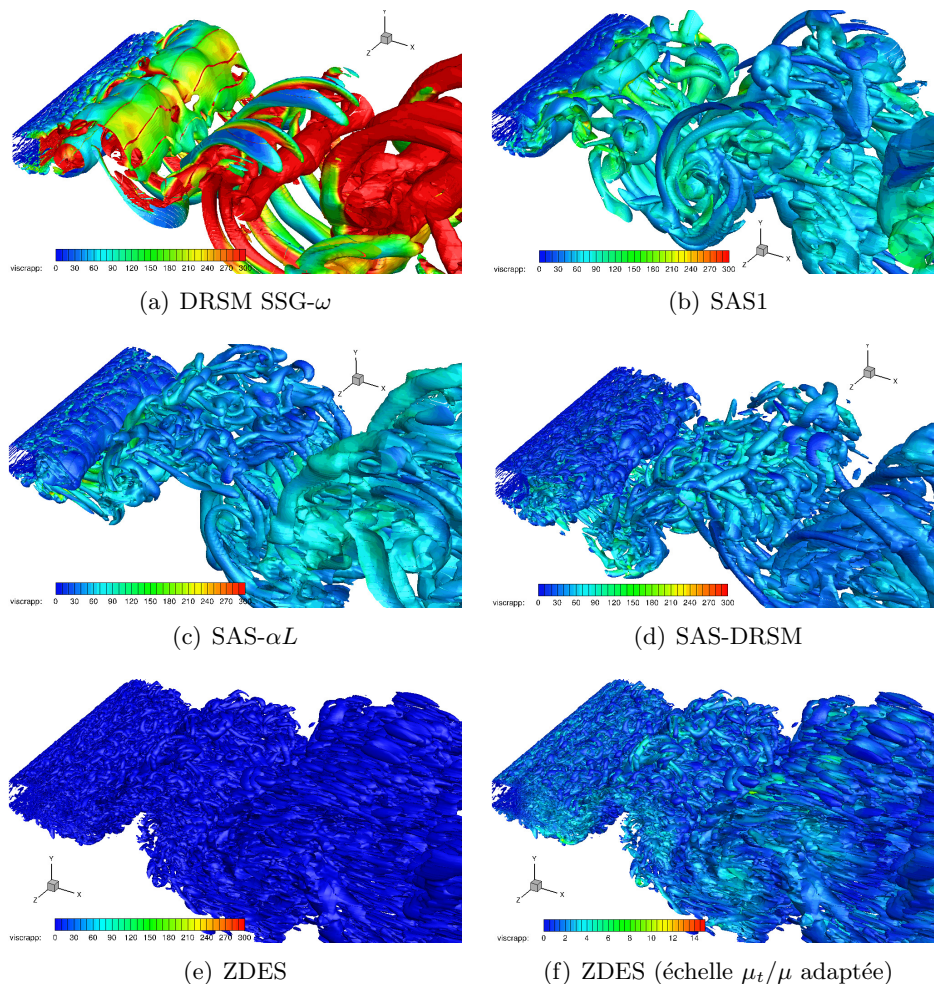 Y
Z
X
viscrapp: 0 30 60 90 120 150 180 210 240 270 300
(a) DRSM SSG-ω
Y
Z
X
viscrapp: 0 30 60 90 120 150 180 210 240 270 300
(b) SAS1
Y
Z
X
viscrapp: 0 30 60 90 120 150 180 210 240 270 300
(c) SAS-αL
Y
Z
X
viscrapp: 0 30 60 90 120 150 180 210 240 270 300
(d) SAS-DRSM
Y
Z
X
viscrapp: 0 30 60 90 120 150 180 210 240 270 300
(e) ZDES
Y
Z
X
viscrapp: 0 2 4 6 8 10 12 14
(f) ZDES (échelle μt/μ adaptée)